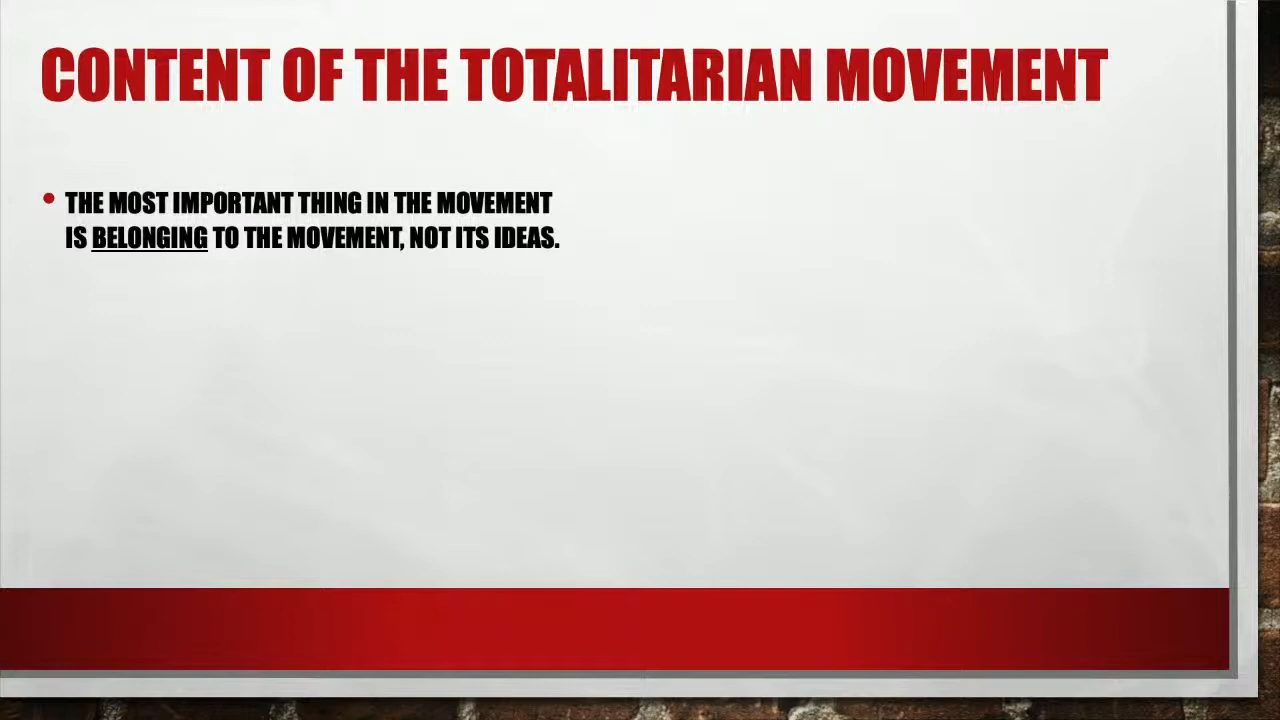 CONTENT OF THE TOTALITARIAN MOVEMENT
• THE MOST IMPORTANT THING IN THE MOVEMENT
IS BELONGING TO THE MOVEMENT, NOT ITS IDEAS.